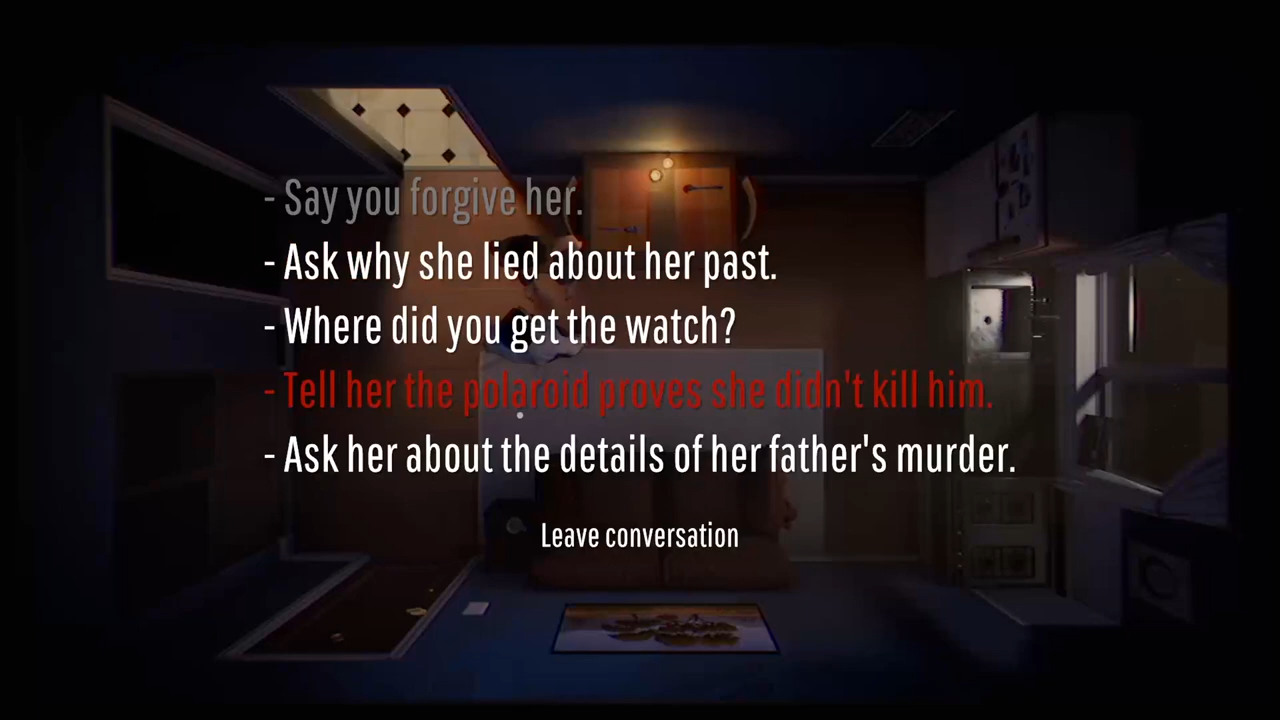 - Say you forgive her.
- Ask why she lied about her past.
- Where did you get the watch?
- Tell her the polaroid proves she didn't kill him.
- Ask her about the details of her father's murder.
Leave conversation